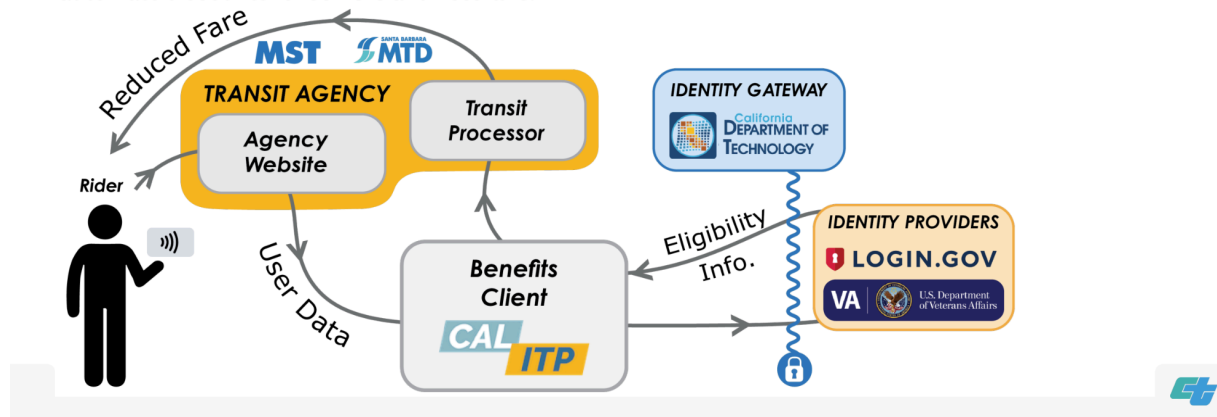 Reduced Fare
MST
SANTA BARBARA
MTD
TRANSIT AGENCY
Agency
Website
Transit
Processor
Rider
User Data
Benefits
Client
CAL
ITP
Eligibility
Info.
IDENTITY GATEWAY
California
DEPARTMENT OF
TECHNOLOGY
IDENTITY PROVIDERS
LOGIN.GOV
VA
U.S. Department
of Veterans Affairs
ct